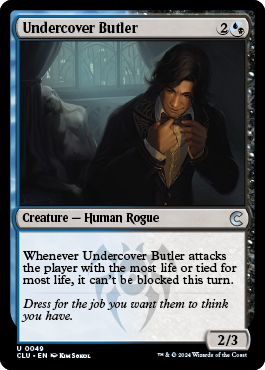 Undercover Butler 2
Creature — Human Rogue
Whenever Undercover Butler attacks
the player with the most life or tied for
most life, it can't be blocked this turn.
Dress for the job you want them to think
you have.
2/3
U 0049
CLU • EN Kim Sokol
™ & © 2024 Wizards of the Coast